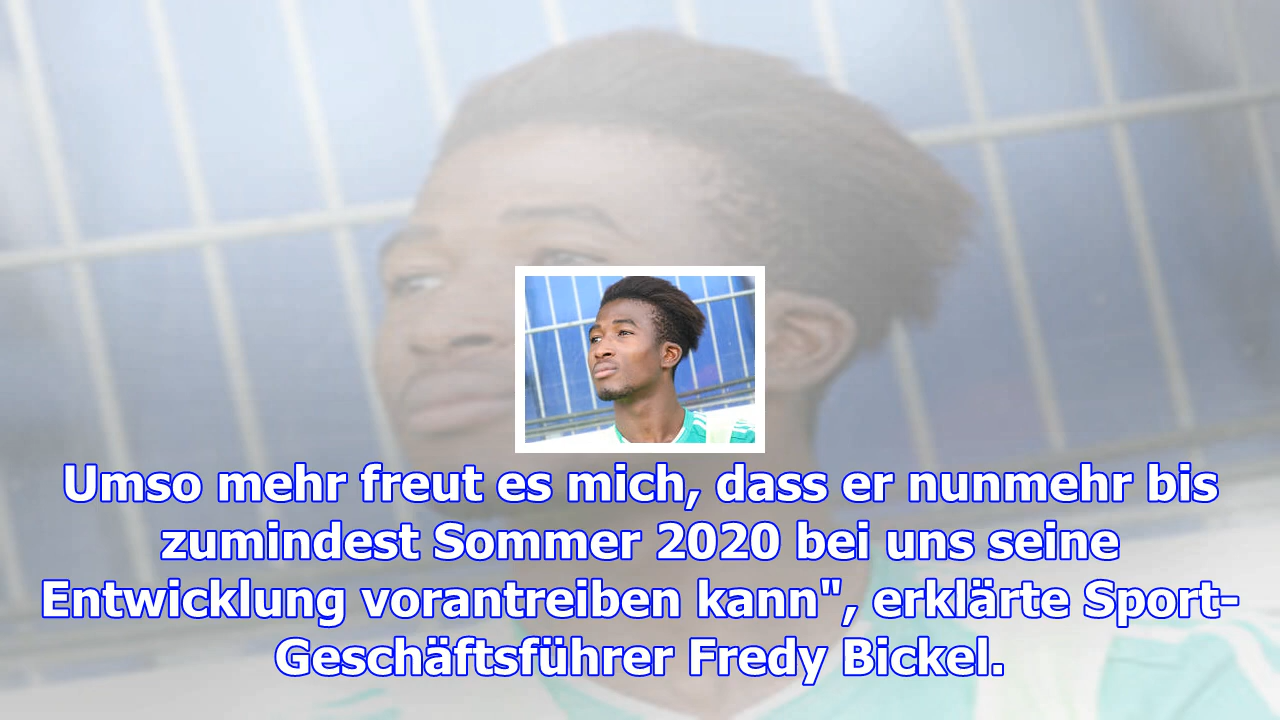 Umso mehr freut es mich, dass er nunmehr bis
zumindest Sommer 2020 bei uns seine
Entwicklung vorantreiben kann", erklärte Sport-
Geschäftsführer Fredy Bickel.